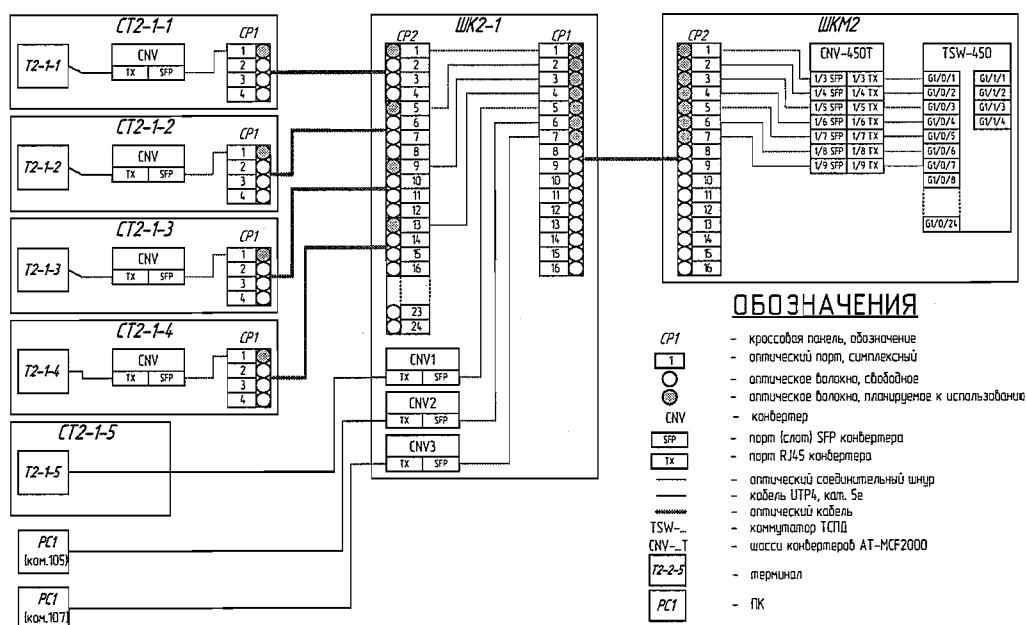 СТ2-1-1
Т2-1-1
CNV
TX SFP
СР1
1
2
3
4
СТ2-1-2
Т2-1-2
CNV
TX SFP
СР1
1
2
3
4
СТ2-1-3
Т2-1-3
CNV
TX SFP
СР1
1
2
3
4
СТ2-1-4
Т2-1-4
CNV
TX SFP
СР1
1
2
3
4
СТ2-1-5
Т2-1-5
РС1
(ком.105)
РС1
(ком.107)
ШК2-1
СР2
1
2
3
4
5
6
7
8
9
10
11
12
13
14
15
16
23
24
СР1
1
2
3
4
5
6
7
8
9
10
11
12
13
14
15
16
CNV1
TX SFP
CNV2
TX SFP
CNV3
TX SFP
ШКМ2
СР2
1
2
3
4
5
6
7
8
9
10
11
12
13
14
15
16
CNV-450T
1/3 SFP 1/3 TX
1/4 SFP 1/4 TX
1/5 SFP 1/5 TX
1/6 SFP 1/6 TX
1/7 SFP 1/7 TX
1/8 SFP 1/8 TX
1/9 SFP 1/9 TX
TSW-450
G1/0/1 G1/1/1
G1/0/2 G1/1/2
G1/0/3 G1/1/3
G1/0/4 G1/1/4
G1/0/5
G1/0/6
G1/0/7
G1/0/8
G1/0/24
ОБОЗНАЧЕНИЯ
СР1 - кроссовая панель, обозначение
1 - оптический порт, симплексный
- оптическое волокно, свободное
- оптическое волокно, планируемое к использованию
CNV - конвертер
SFP - порт (слот) SFP конвертера
TX - порт RJ45 конвертера
- оптический соединительный шнур
- кабель UTP4, кат. 5е
- оптический кабель
TSW-... - коммутатор ТСПД
CNV-...T - шасси конвертеров AT-MCF2000
Т2-2-5 - терминал
РС1 - ПК